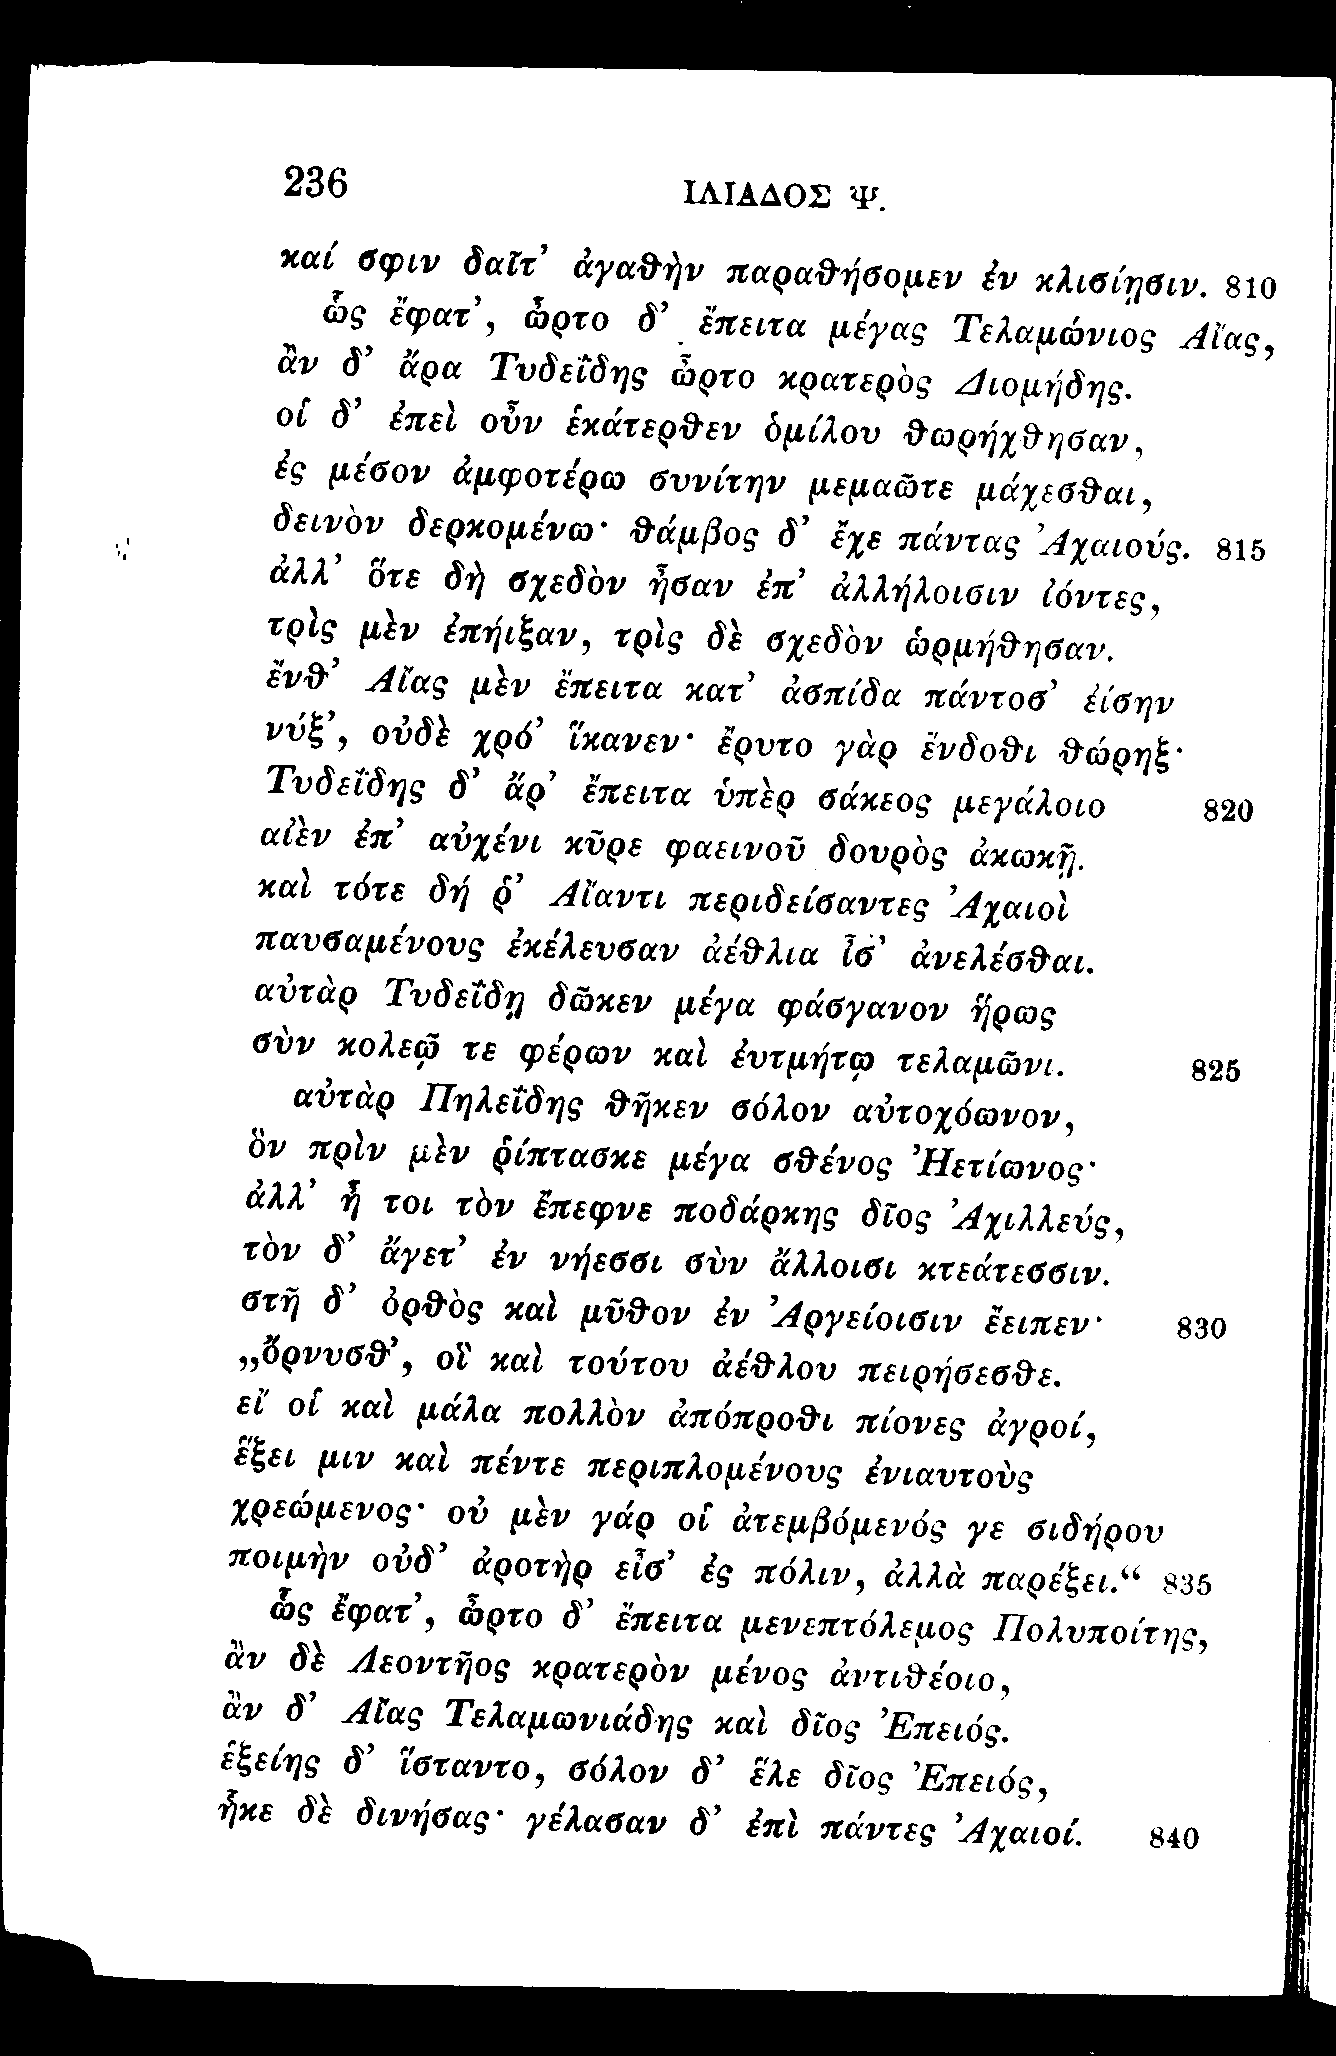 236
ΙΛΙΑΔΟΣ Ψ.
καί σφιν δαῖτ’ ἀγαθὴν παραθήσομεν ἐν κλισίῃσιν. 810
ὣς ἔφατ’, ὦρτο δ’ ἔπειτα μέγας Τελαμώνιος Αἴας,
ἂν δ’ ἄρα Τυδεΐδης ὦρτο κρατερὸς Διομήδης.
οἱ δ’ ἐπεὶ οὖν ἑκάτερθεν ὁμίλου θωρήχθησαν,
ἐς μέσον ἀμφοτέρω συνίτην μεμαῶτε μάχεσθαι,
δεινὸν δερκομένω· θάμβος δ’ ἔχε πάντας Ἀχαιούς. 815
ἀλλ’ ὅτε δὴ σχεδὸν ἦσαν ἐπ’ ἀλλήλοισιν ἰόντες,
τρὶς μὲν ἐπήιξαν, τρὶς δὲ σχεδὸν ὡρμήθησαν.
ἔνθ’ Αἴας μὲν ἔπειτα κατ’ ἀσπίδα πάντοσ’ ἐίσην
νύξ’, οὐδὲ χρό’ ἵκανεν· ἔρυτο γὰρ ἔνδοθι θώρηξ·
Τυδεΐδης δ’ ἄρ’ ἔπειτα ὑπὲρ σάκεος μεγάλοιο 820
αἰὲν ἐπ’ αὐχένι κῦρε φαεινοῦ δουρὸς ἀκωκῇ.
καὶ τότε δή ῥ’ Αἴαντι περιδείσαντες Ἀχαιοὶ
παυσαμένους ἐκέλευσαν ἀέθλια ἶσ’ ἀνελέσθαι.
αὐτὰρ Τυδεΐδῃ δῶκεν μέγα φάσγανον ἥρως
σὺν κολεῷ τε φέρων καὶ ἐυτμήτῳ τελαμῶνι. 825
αὐτὰρ Πηλεΐδης θῆκεν σόλον αὐτοχόωνον,
ὃν πρὶν μὲν ῥίπτασκε μέγα σθένος Ἠετίωνος·
ἀλλ’ ἦ τοι τὸν ἔπεφνε ποδάρκης δῖος Ἀχιλλεύς,
τὸν δ’ ἄγετ’ ἐν νήεσσι σὺν ἄλλοισι κτεάτεσσιν.
στῆ δ’ ὀρθὸς καὶ μῦθον ἐν Ἀργείοισιν ἔειπεν· 830
„ὄρνυσθ’, οἳ καὶ τούτου ἀέθλου πειρήσεσθε.
εἴ οἱ καὶ μάλα πολλὸν ἀπόπροθι πίονες ἀγροί,
ἕξει μιν καὶ πέντε περιπλομένους ἐνιαυτοὺς
χρεώμενος· οὐ μὲν γάρ οἱ ἀτεμβόμενός γε σιδήρου
ποιμὴν οὐδ’ ἀροτὴρ εἶσ’ ἐς πόλιν, ἀλλὰ παρέξει.“ 835
ὣς ἔφατ’, ὦρτο δ’ ἔπειτα μενεπτόλεμος Πολυποίτης,
ἂν δὲ Λεοντῆος κρατερὸν μένος ἀντιθέοιο,
ἂν δ’ Αἴας Τελαμωνιάδης καὶ δῖος Ἐπειός.
ἑξείης δ’ ἵσταντο, σόλον δ’ ἕλε δῖος Ἐπειός,
ἧκε δὲ δινήσας· γέλασαν δ’ ἐπὶ πάντες Ἀχαιοί. 840